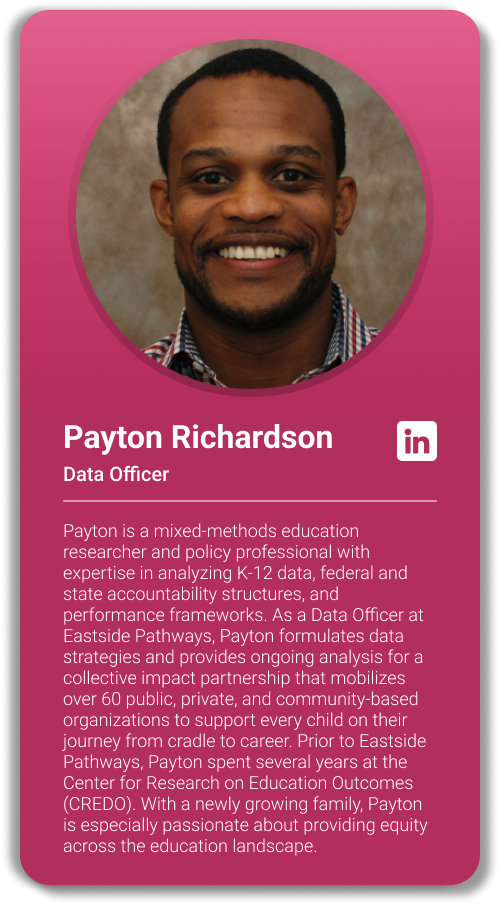 Payton Richardson
in
Data Officer
Payton is a mixed-methods education
researcher and policy professional with
expertise in analyzing K-12 data, federal and
state accountability structures, and
performance frameworks. As a Data Officer at
Eastside Pathways, Payton formulates data
strategies and provides ongoing analysis for a
collective impact partnership that mobilizes
over 60 public, private, and community-based
organizations to support every child on their
journey from cradle to career. Prior to Eastside
Pathways, Payton spent several years at the
Center for Research on Education Outcomes
(CREDO). With a newly growing family, Payton
is especially passionate about providing equity
across the education landscape.